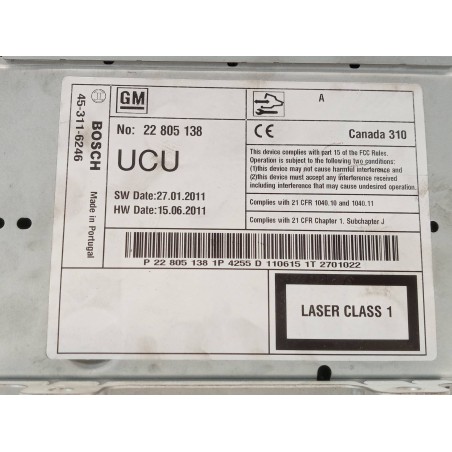 GM
A
No: 22 805 138
Canada 310
UCU
SW Date:27.01.2011
HW Date:15.06.2011
This device complies with part 15 of the FCC Rules.
Operation is subject to the following two conditions:
(1)this device may not cause harmful interference and
(2)this device must accept any interference received
including interference that may cause undesired operation.
Complies with 21 CFR 1040.10 and 1040.11
Complies with 21 CFR Chapter 1. Subchapter J
P 22 805 138 1P 4255 D 110615 1T 2701022
LASER CLASS 1
BOSCH
45-311-6246
Made in Portugal